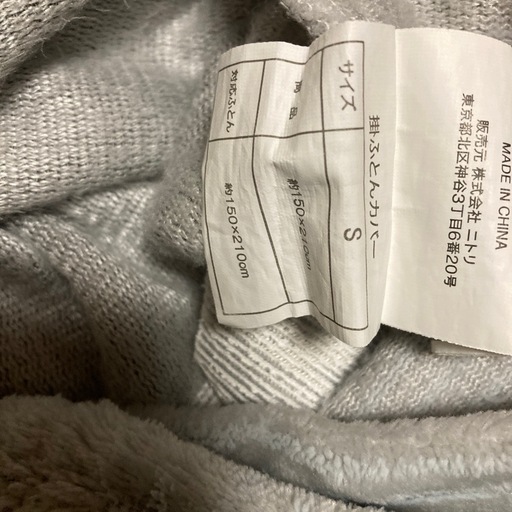 掛ふとんカバー
サイズ S
商品 約150×210cm
対応ふとん 約150×210cm
MADE IN CHINA
販売元 株式会社 ニトリ
東京都北区神谷3丁目6番20号